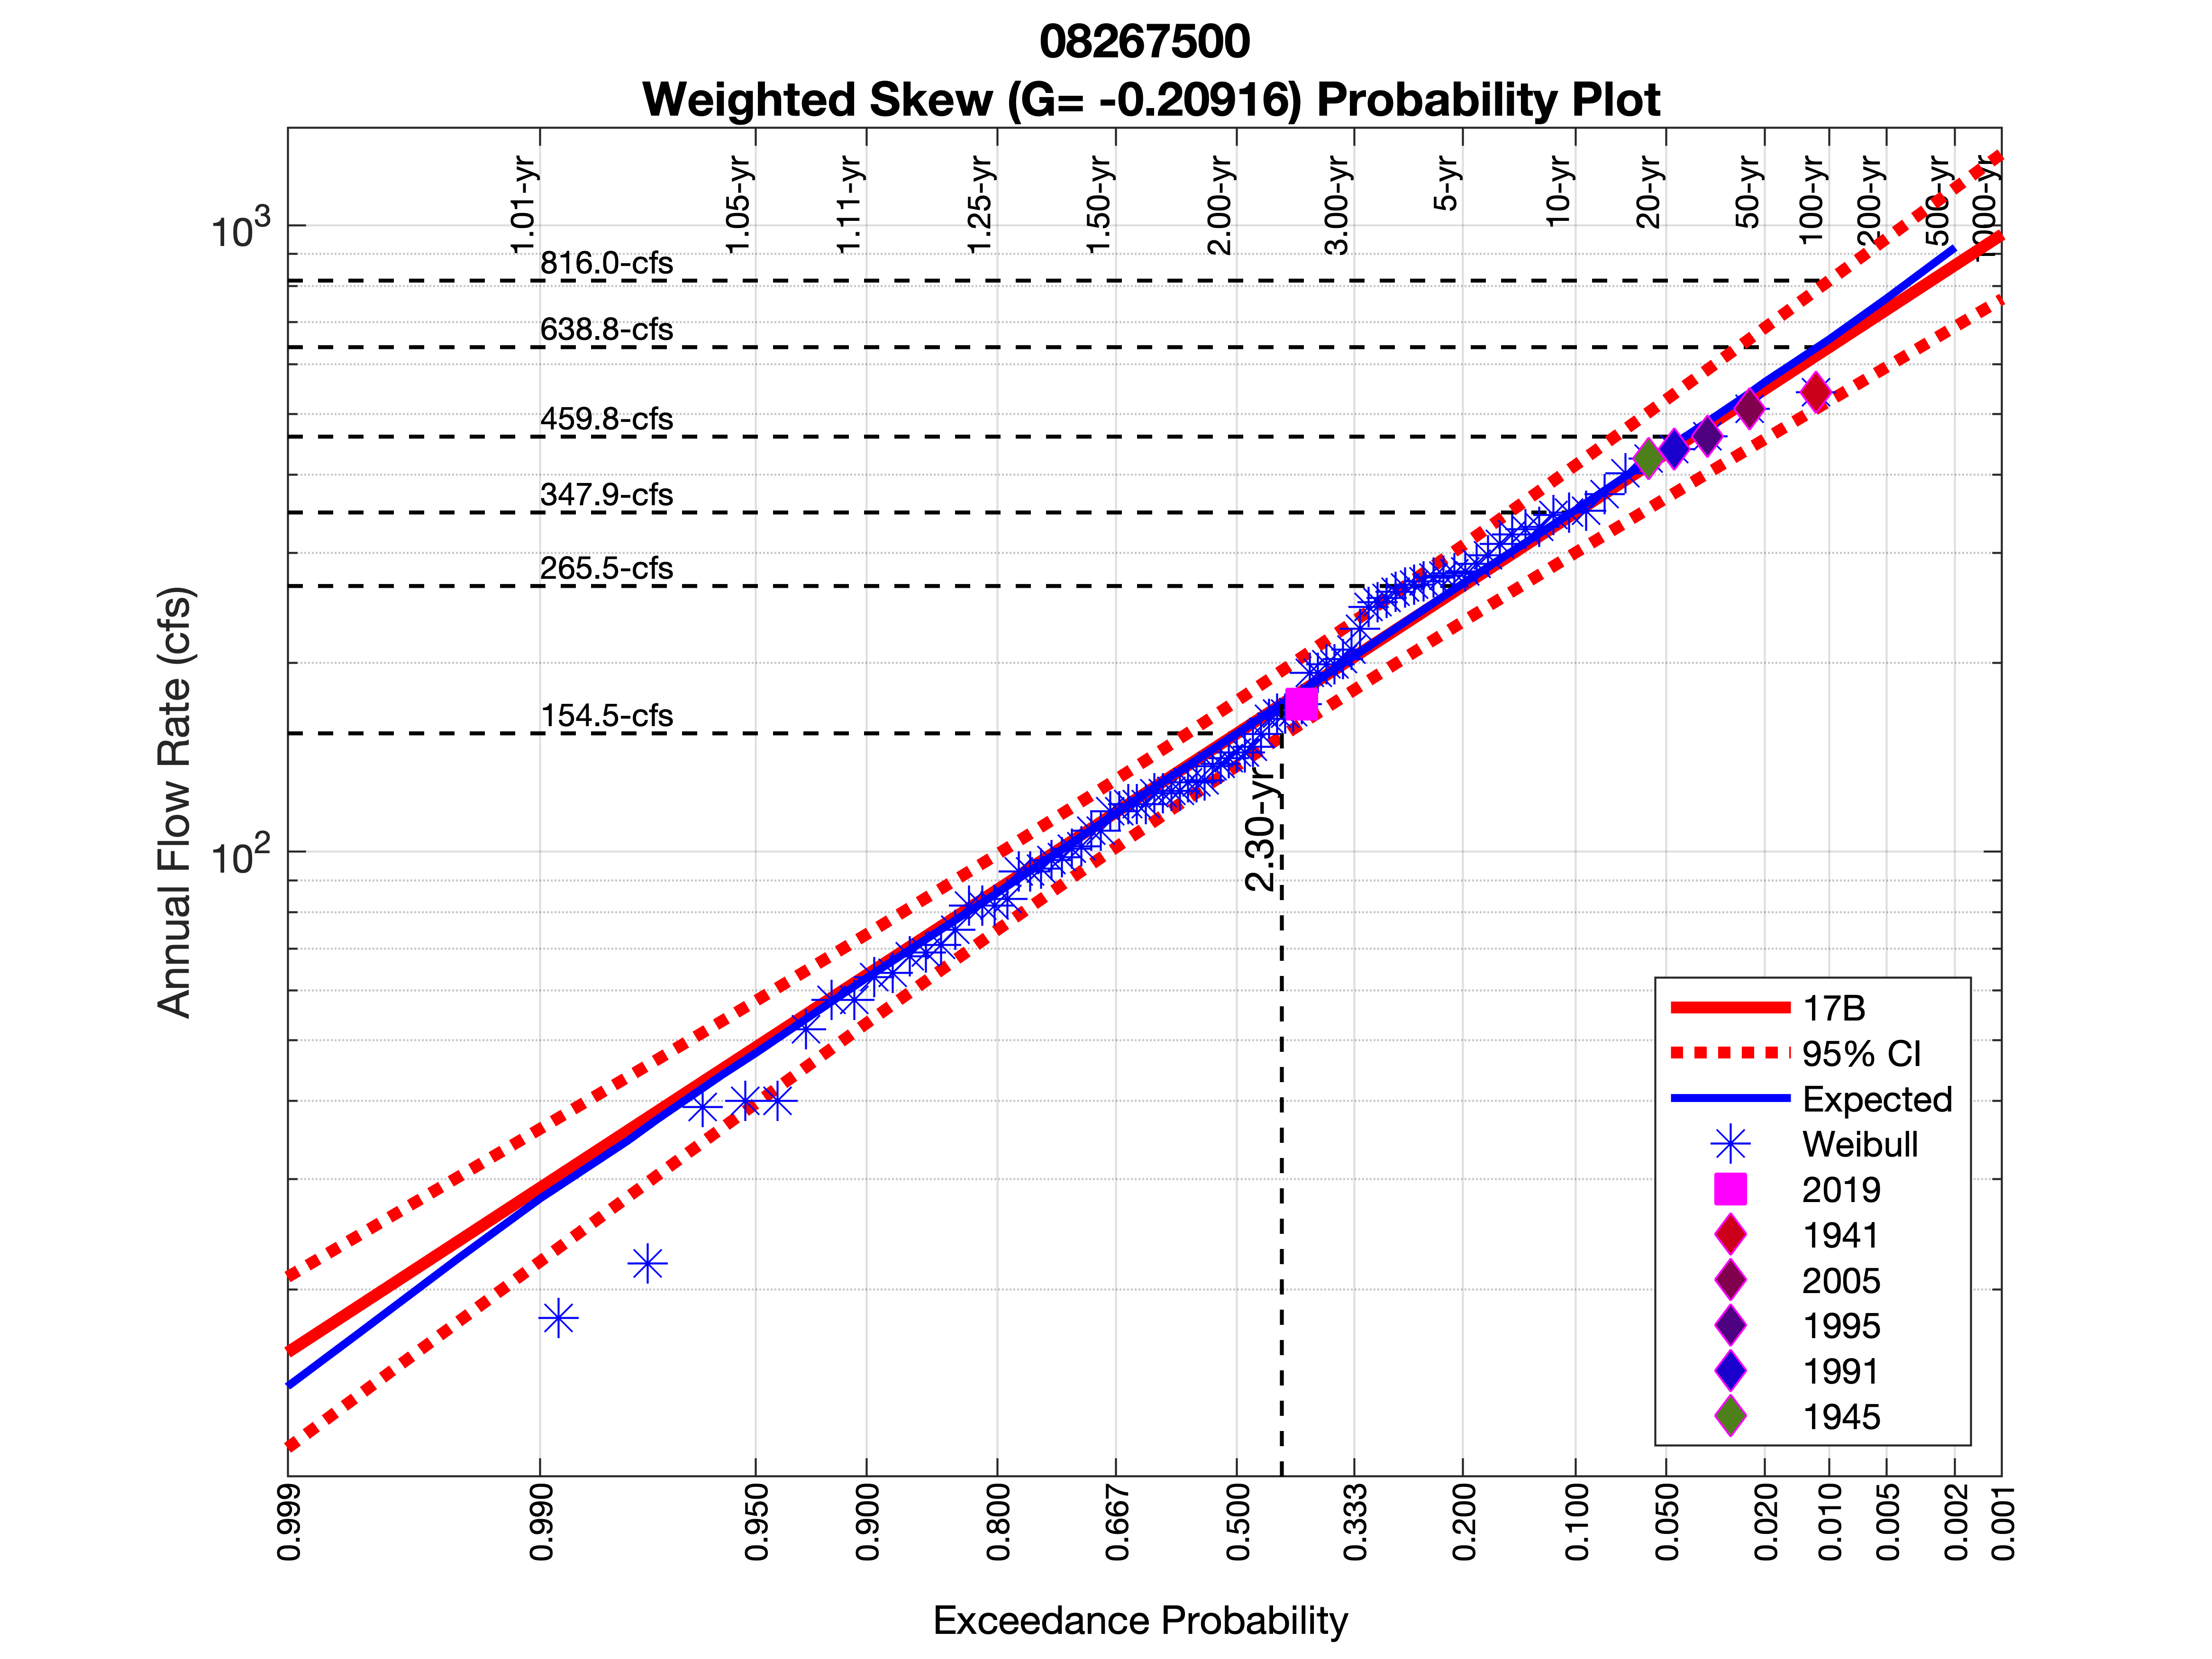 08267500
Weighted Skew (G= -0.20916) Probability Plot
1.01-yr
1.05-yr
1.11-yr
1.25-yr
1.50-yr
2.00-yr
3.00-yr
5-yr
10-yr
20-yr
50-yr
100-yr
200-yr
500-yr
1000-yr
10³
816.0-cfs
638.8-cfs
459.8-cfs
347.9-cfs
265.5-cfs
154.5-cfs
10²
2.30-yr
Annual Flow Rate (cfs)
17B
95% CI
Expected
Weibull
2019
1941
2005
1995
1991
1945
0.999
0.990
0.950
0.900
0.800
0.667
0.500
0.333
0.200
0.100
0.050
0.020
0.010
0.005
0.002
0.001
Exceedance Probability